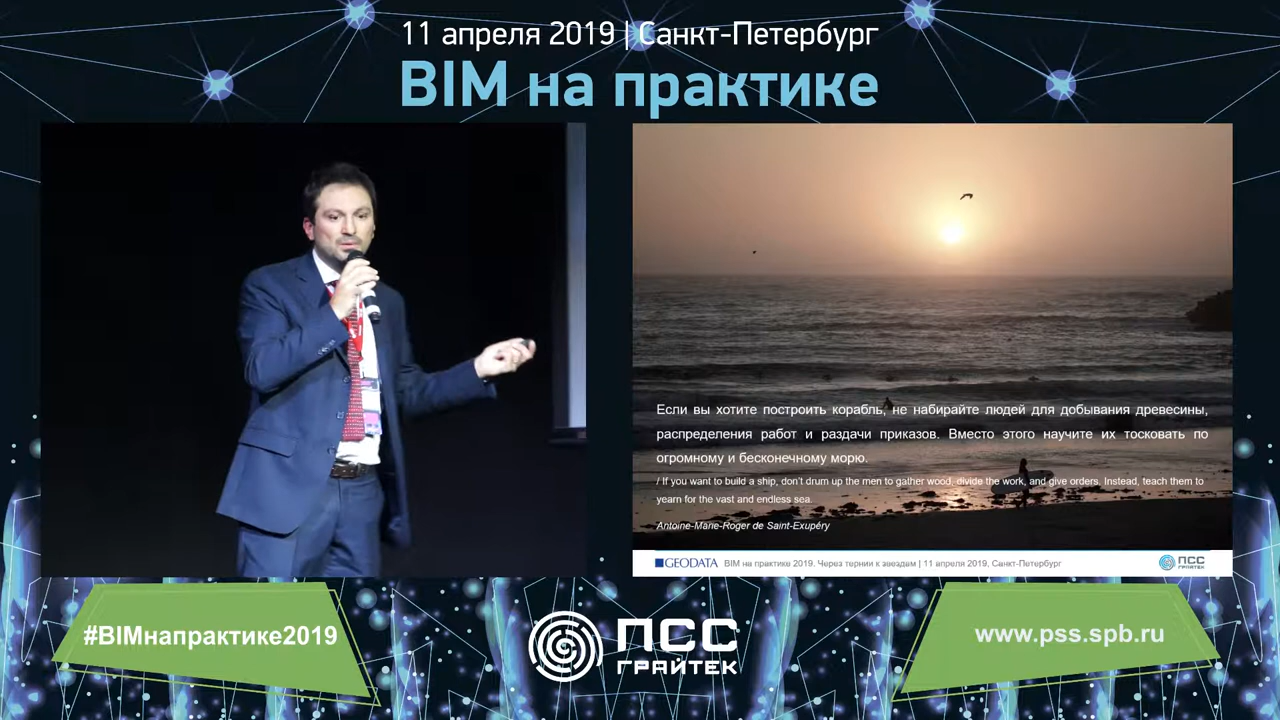 11 апреля 2019 | Санкт-Петербург
BIM на практике
Если вы хотите построить корабль, не набирайте людей для добывания древесины,
распределения работ и раздачи приказов. Вместо этого научите их тосковать по
огромному и бесконечному морю.
/ If you want to build a ship, don't drum up the men to gather wood, divide the work, and give orders. Instead, teach them to
yearn for the vast and endless sea.
Antoine-Marie-Roger de Saint-Exupéry
GEODATA BIM на практике 2019. Через тернии к звездам | 11 апреля 2019, Санкт-Петербург ПСС ГРАЙТЕК
#BIMнапрактике2019
ПСС
ГРАЙТЕК
www.pss.spb.ru